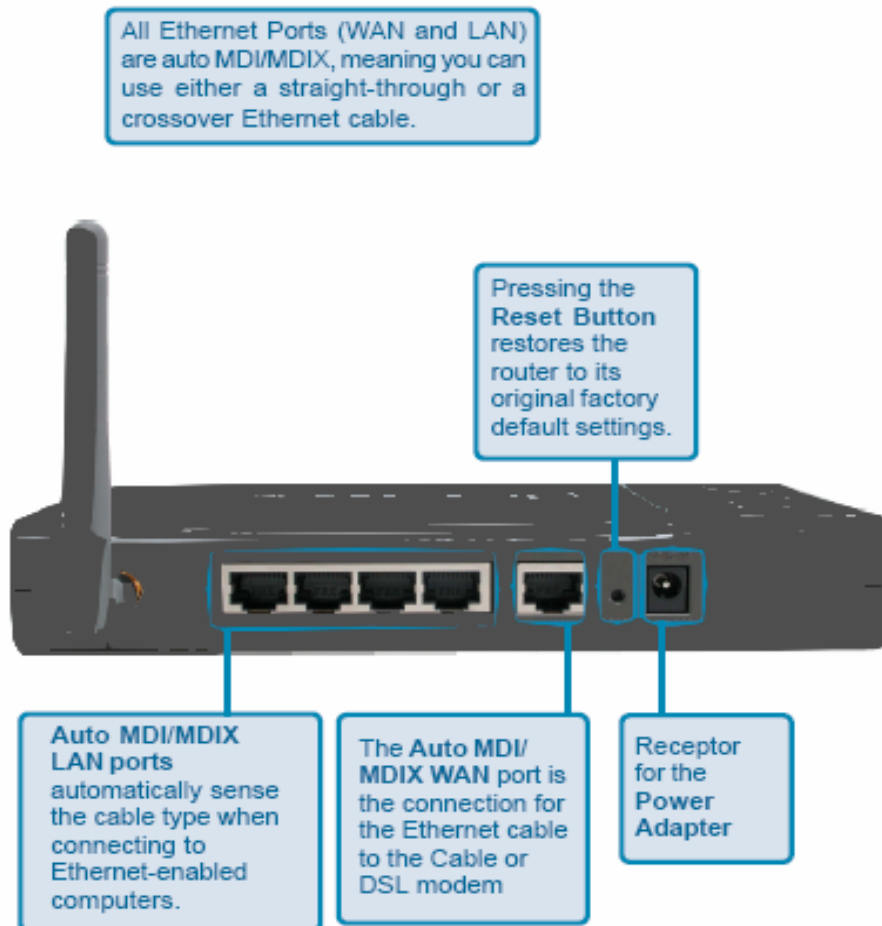 All Ethernet Ports (WAN and LAN)
are auto MDI/MDIX, meaning you can
use either a straight-through or a
crossover Ethernet cable.
Pressing the
Reset Button
restores the
router to its
original factory
default settings.
Auto MDI/MDIX
LAN ports
automatically sense
the cable type when
connecting to
Ethernet-enabled
computers.
The Auto MDI/
MDIX WAN port is
the connection for
the Ethernet cable
to the Cable or
DSL modem
Receptor
for the
Power
Adapter